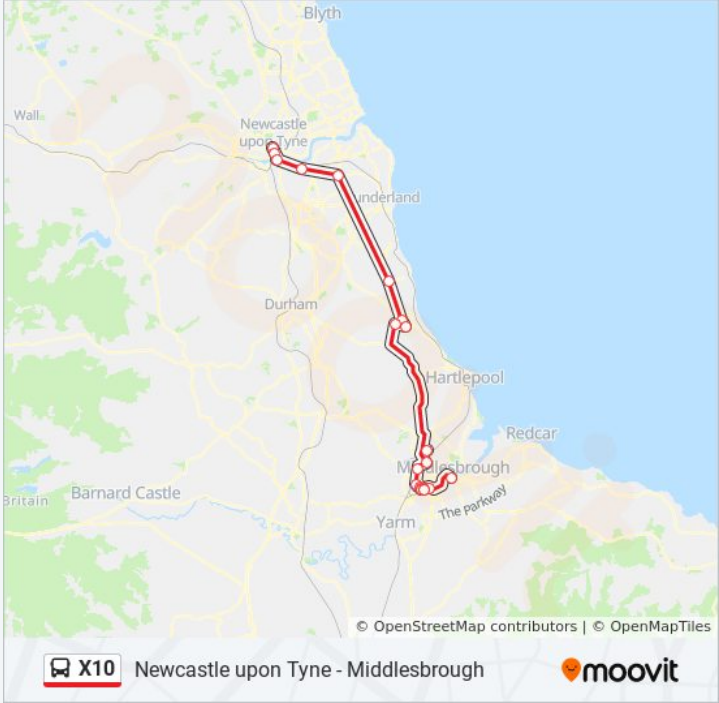 Blyth
Wall
Newcastle
upon Tyne
underland
Durham
Hartlepool
Redcar
Middlesbrough
Britain
Barnard Castle
The Parkway
Yarm
© OpenStreetMap contributors | © OpenMapTiles
X10 Newcastle upon Tyne - Middlesbrough
moovit